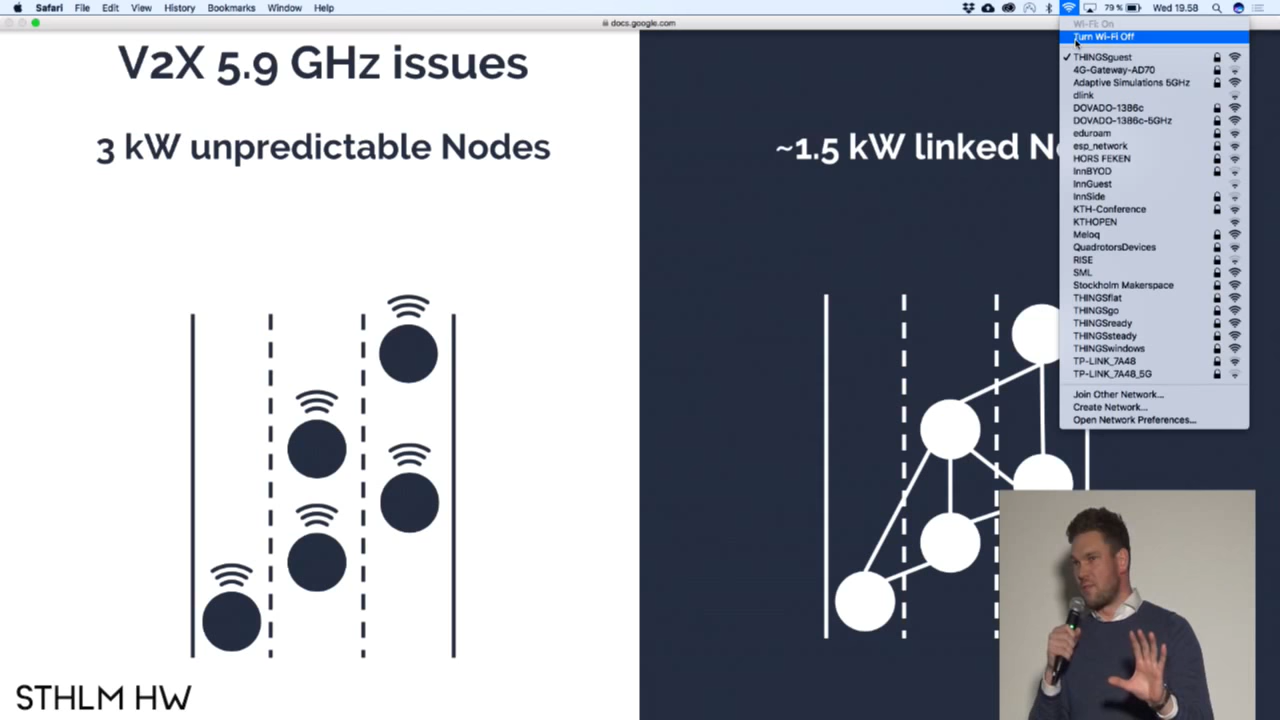 Safari File Edit View History Bookmarks Window Help 79 % Wed 19.58
docs.google.com
V2X 5.9 GHz issues
3 kW unpredictable Nodes
~1.5 kW linked
Wi-Fi: On
Turn Wi-Fi Off
THINGSguest
4G-Gateway-AD70
Adaptive Simulations 5GHz
dlink
DOVADO-1386c
DOVADO-1386c-5GHz
eduroam
esp_network
HORS FEKEN
InnBYOD
InnGuest
InnSide
KTH-Conference
KTHOPEN
Meloq
QuadrotorsDevices
RISE
SML
Stockholm Makerspace
THINGSflat
THINGSgo
THINGSready
THINGSsteady
THINGSwindows
TP-LINK_7A48
TP-LINK_7A48_5G
Join Other Network...
Create Network...
Open Network Preferences...
STHLM HW